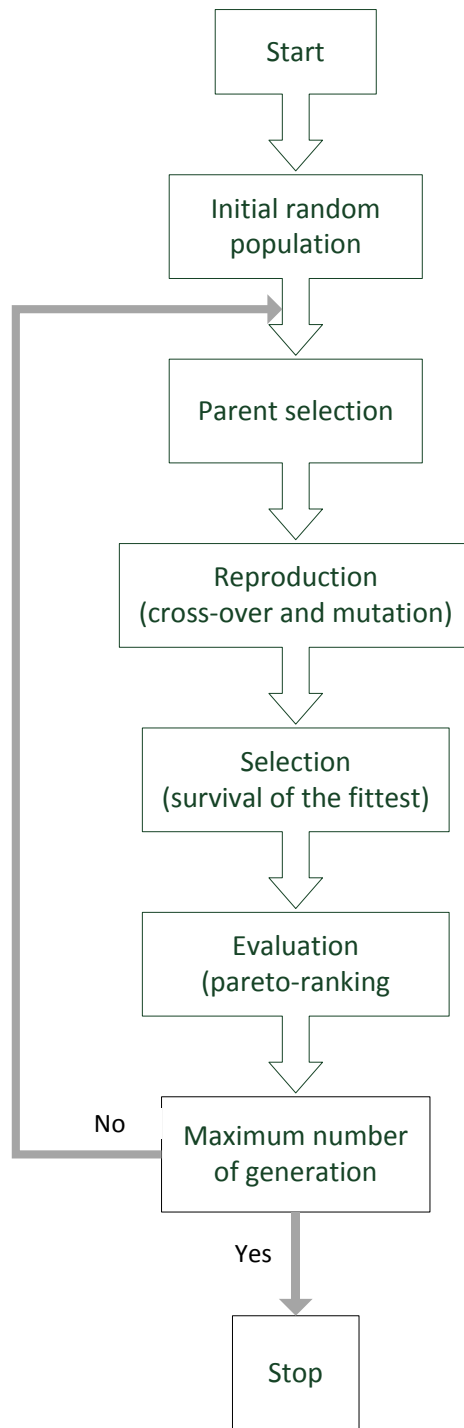 Start
Initial random
population
Parent selection
Reproduction
(cross-over and mutation)
Selection
(survival of the fittest)
Evaluation
(pareto-ranking
No
Maximum number
of generation
Yes
Stop